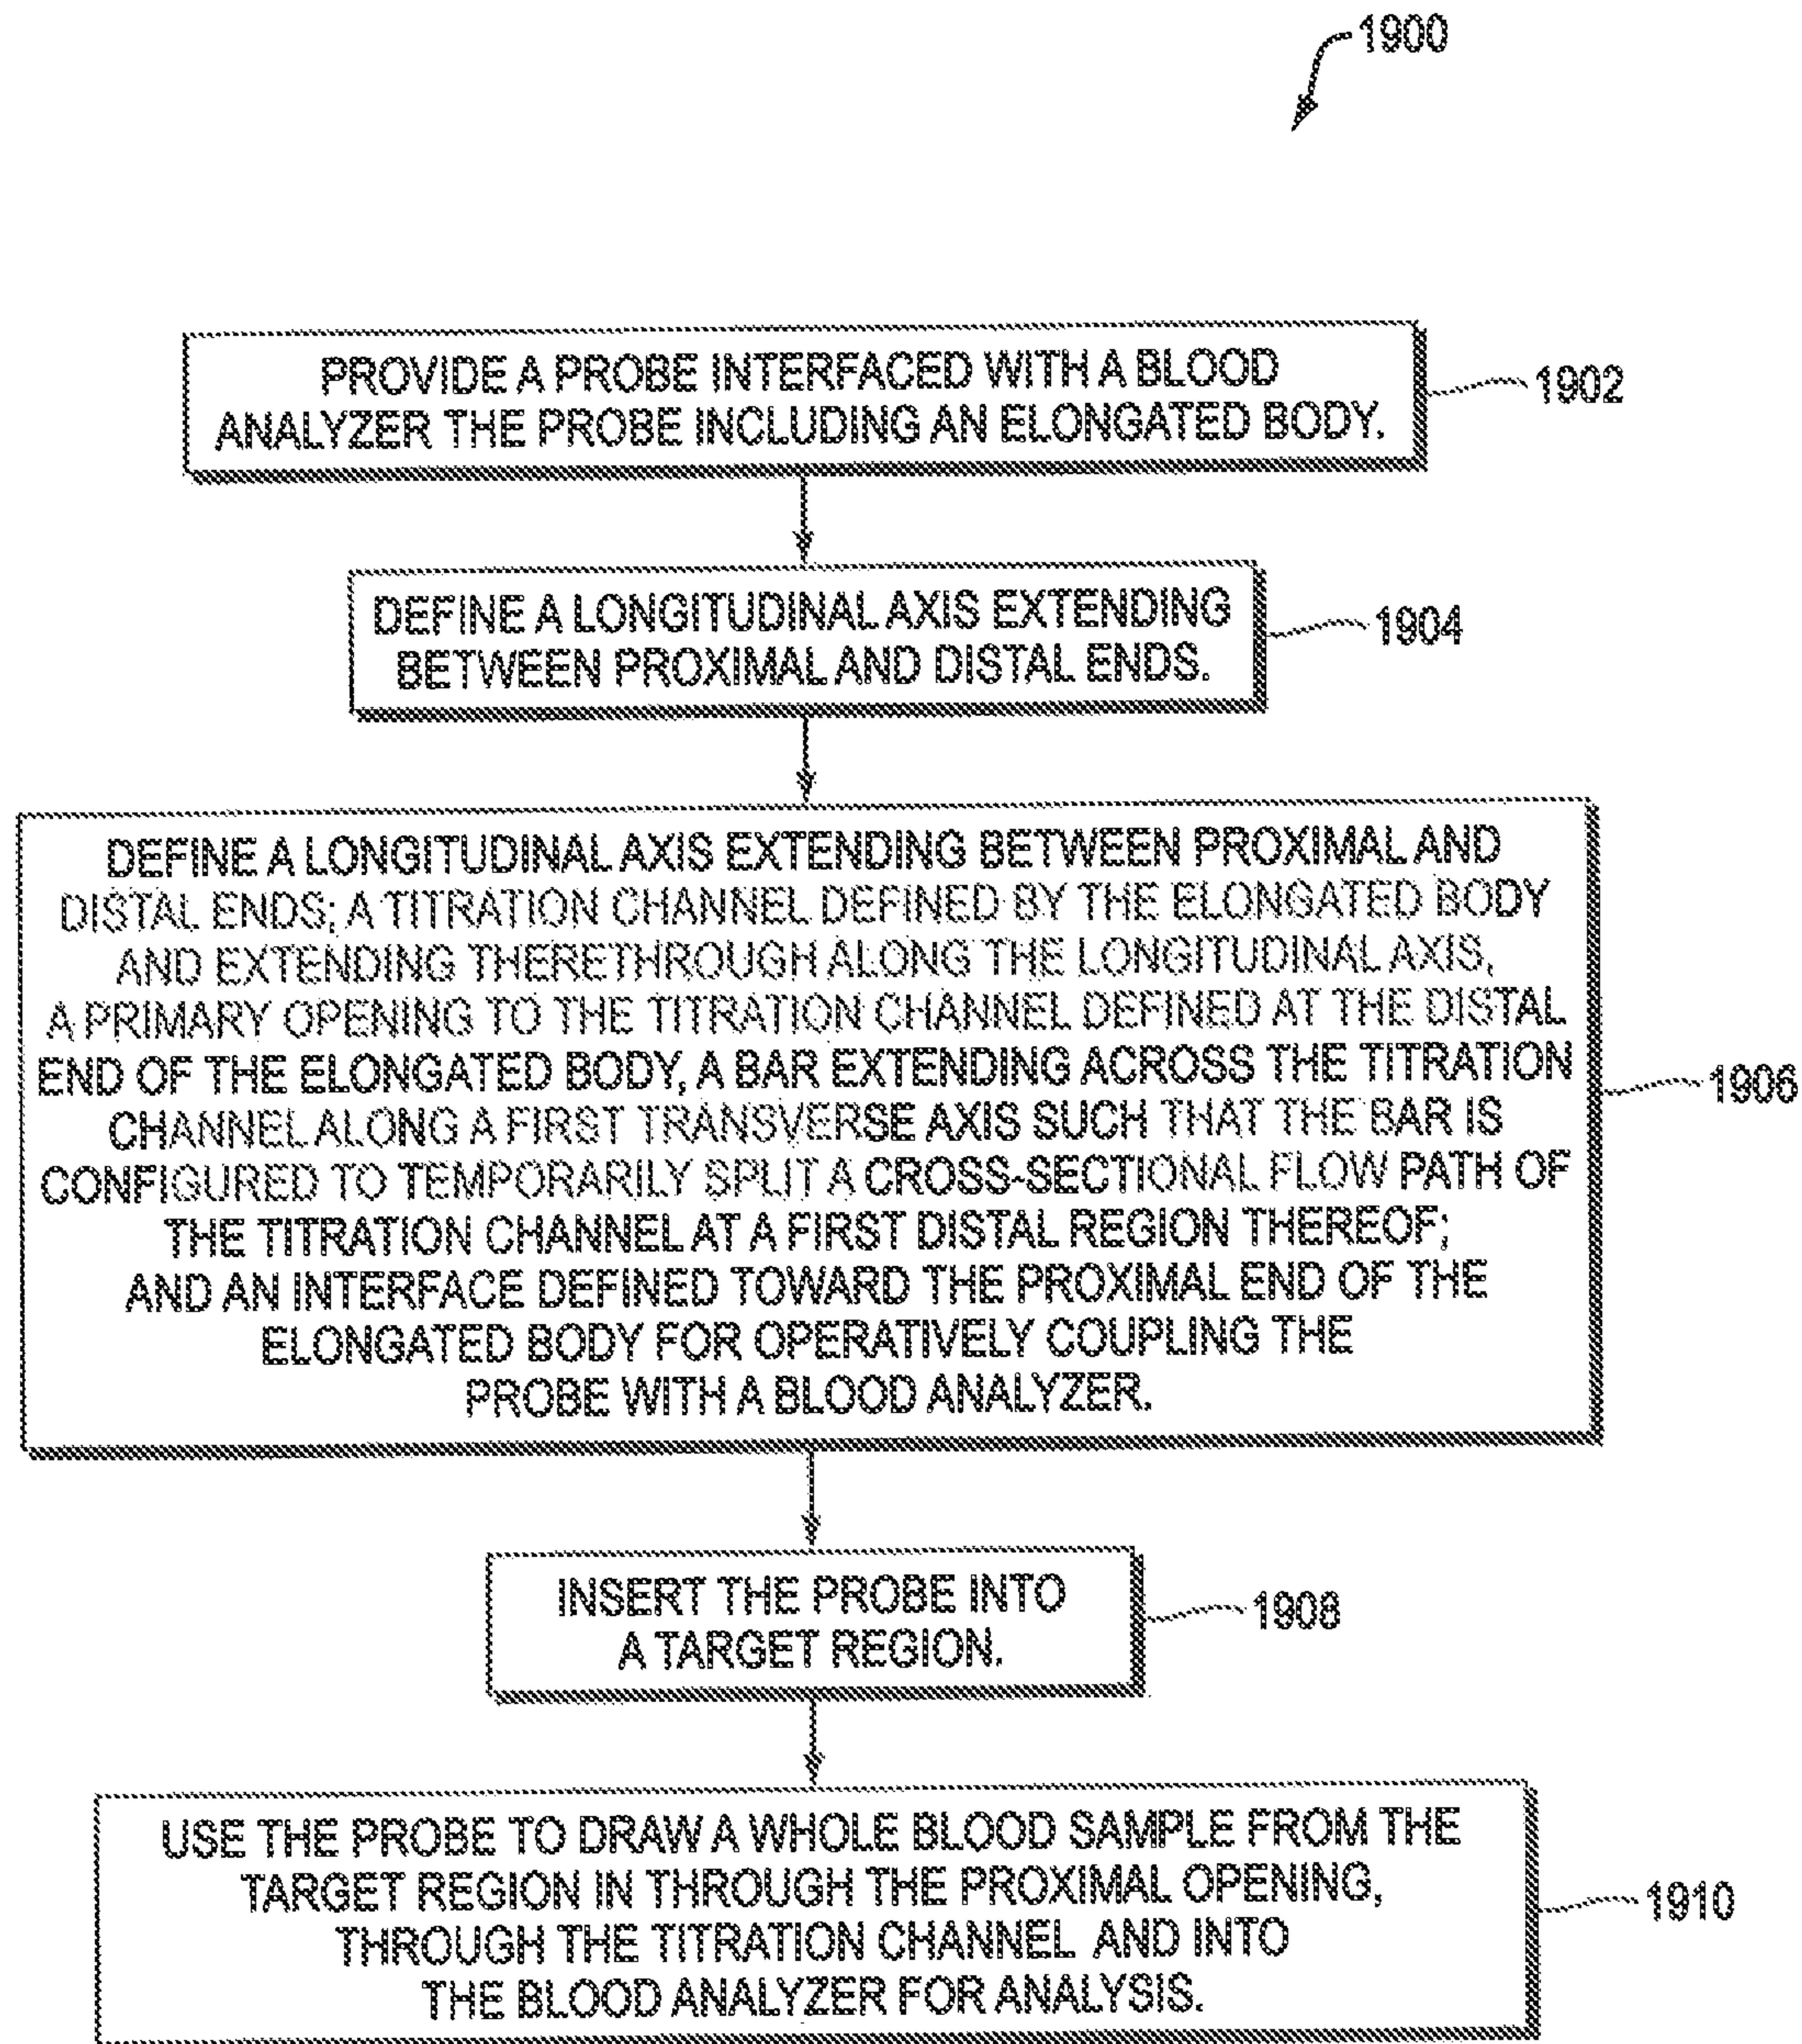 1900
PROVIDE A PROBE INTERFACED WITH A BLOOD
ANALYZER THE PROBE INCLUDING AN ELONGATED BODY.
1902
DEFINE A LONGITUDINAL AXIS EXTENDING
BETWEEN PROXIMAL AND DISTAL ENDS.
1904
DEFINE A LONGITUDINAL AXIS EXTENDING BETWEEN PROXIMAL AND
DISTAL ENDS; A TITRATION CHANNEL DEFINED BY THE ELONGATED BODY
AND EXTENDING THERETHROUGH ALONG THE LONGITUDINAL AXIS,
A PRIMARY OPENING TO THE TITRATION CHANNEL DEFINED AT THE DISTAL
END OF THE ELONGATED BODY, A BAR EXTENDING ACROSS THE TITRATION
CHANNEL ALONG A FIRST TRANSVERSE AXIS SUCH THAT THE BAR IS
CONFIGURED TO TEMPORARILY SPLIT A CROSS-SECTIONAL FLOW PATH OF
THE TITRATION CHANNEL AT A FIRST DISTAL REGION THEREOF;
AND AN INTERFACE DEFINED TOWARD THE PROXIMAL END OF THE
ELONGATED BODY FOR OPERATIVELY COUPLING THE
PROBE WITH A BLOOD ANALYZER.
1906
INSERT THE PROBE INTO
A TARGET REGION.
1908
USE THE PROBE TO DRAW A WHOLE BLOOD SAMPLE FROM THE
TARGET REGION IN THROUGH THE PROXIMAL OPENING,
THROUGH THE TITRATION CHANNEL AND INTO
THE BLOOD ANALYZER FOR ANALYSIS.
1910